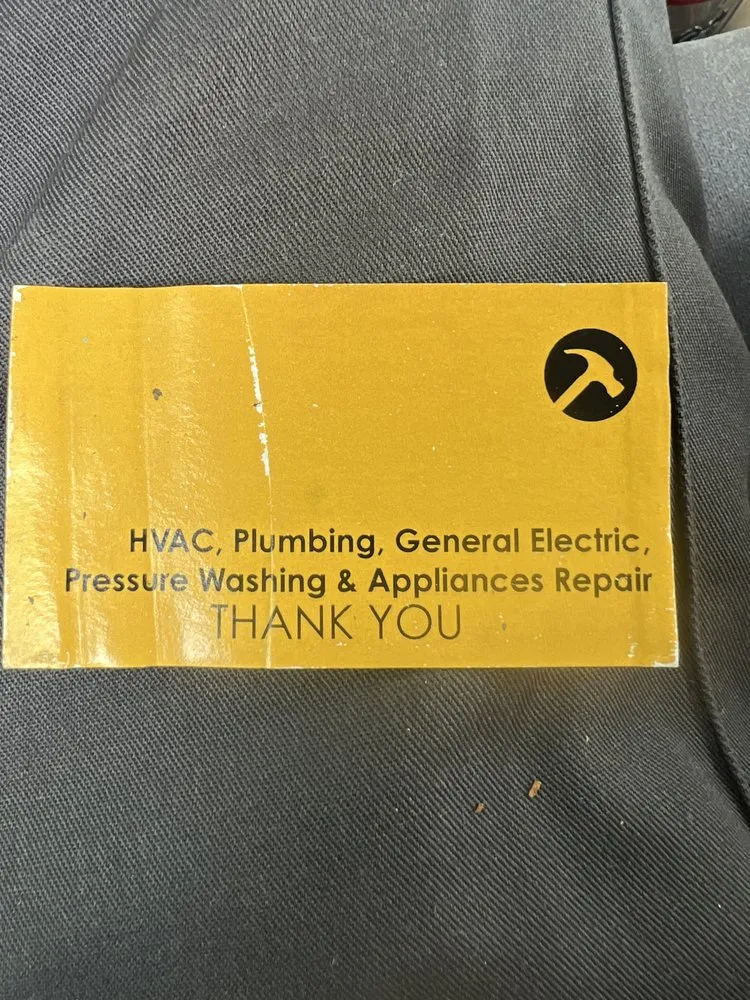 HVAC, Plumbing, General Electric,
Pressure Washing & Appliances Repair
THANK YOU